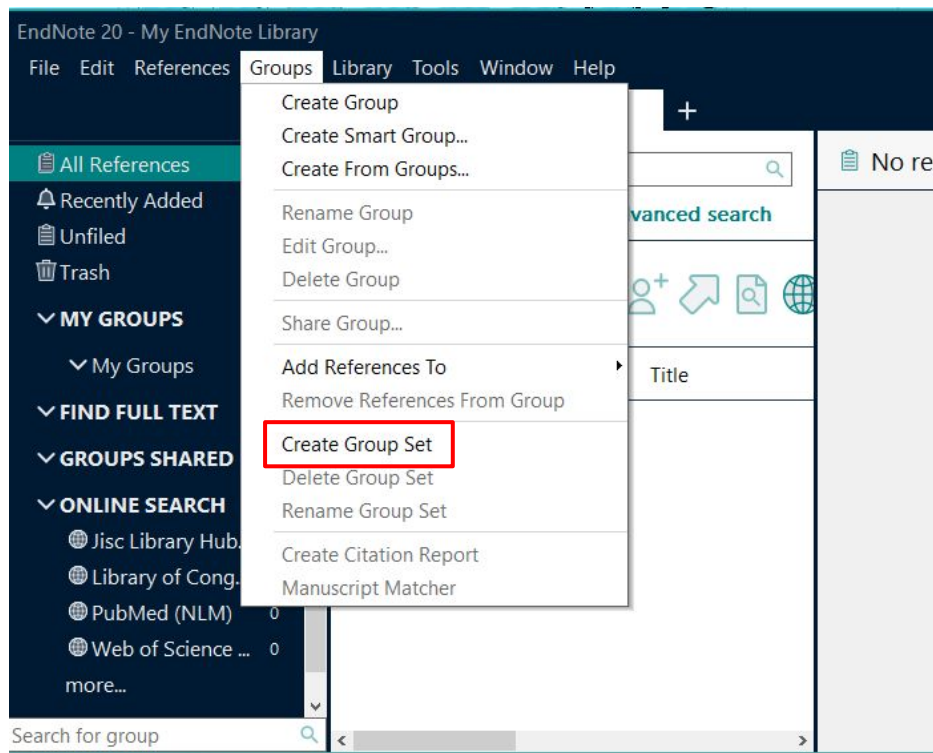 EndNote 20 - My EndNote Library
File Edit References Groups Library Tools Window Help
Create Group
Create Smart Group...
Create From Groups...
Rename Group
Edit Group...
Delete Group
Share Group...
Add References To
Remove References From Group
Create Group Set
Delete Group Set
Rename Group Set
Create Citation Report
Manuscript Matcher
All References
Recently Added
Unfiled
Trash
MY GROUPS
My Groups
FIND FULL TEXT
GROUPS SHARED
ONLINE SEARCH
Jisc Library Hub.
Library of Cong.
PubMed (NLM) 0
Web of Science ... 0
more...
Search for group
+
vanced search
Title
No re